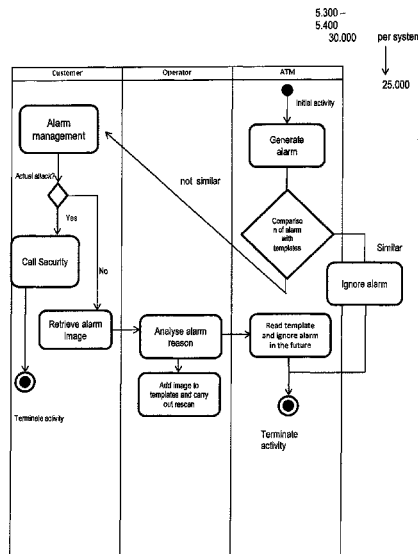 5.300 –
5.400
30.000 per system
25.000
Customer Operator ATM
Initial activity
Alarm
management
Generate
alarm
Actual attack?
not similar
Compariso
n of alarm
with
templates
Yes
Similar
Call Security
No
Ignore alarm
Retrieve alarm
image
Analyse alarm
reason
Read template
and ignore alarm
in the future
Add image to
templates and carry
out rescan
Terminate activity
Terminate
activity